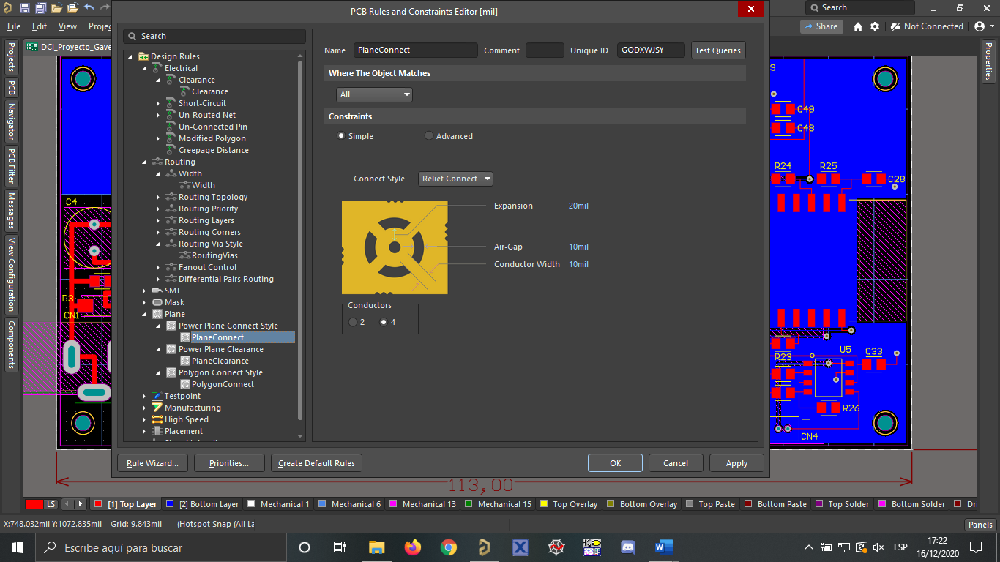 PCB Rules and Constraints Editor [mil]
Search
File Edit View Projec
Share
Not Connected
DCI_Proyecto_Gave
Projects
PCB
Navigator
PCB Filter
Messages
View Configuration
Components
Properties
Search
Design Rules
Electrical
Clearance
Clearance
Short-Circuit
Un-Routed Net
Un-Connected Pin
Modified Polygon
Creepage Distance
Routing
Width
Width
Routing Topology
Routing Priority
Routing Layers
Routing Corners
Routing Via Style
RoutingVias
Fanout Control
Differential Pairs Routing
SMT
Mask
Plane
Power Plane Connect Style
PlaneConnect
Power Plane Clearance
PlaneClearance
Polygon Connect Style
PolygonConnect
Testpoint
Manufacturing
High Speed
Placement
Name PlaneConnect Comment Unique ID GODXWJSY Test Queries
Where The Object Matches
All
Constraints
Simple Advanced
Connect Style Relief Connect
Expansion 20mil
Air-Gap 10mil
Conductor Width 10mil
Conductors
2 4
Rule Wizard... Priorities... Create Default Rules OK Cancel Apply
C4
D3
CN1
9
C49
C48
R24 R25
C28
U5
R23
C33
R26
CN4
113,00
LS [1] Top Layer [2] Bottom Layer Mechanical 1 Mechanical 6 Mechanical 13 Mechanical 15 Top Overlay Bottom Overlay Top Paste Bottom Paste Top Solder Bottom Solder Dri
X:748.032mil Y:1072.835mil Grid: 9.843mil (Hotspot Snap (All La
Panels
Escribe aquí para buscar
ESP
17:22
16/12/2020